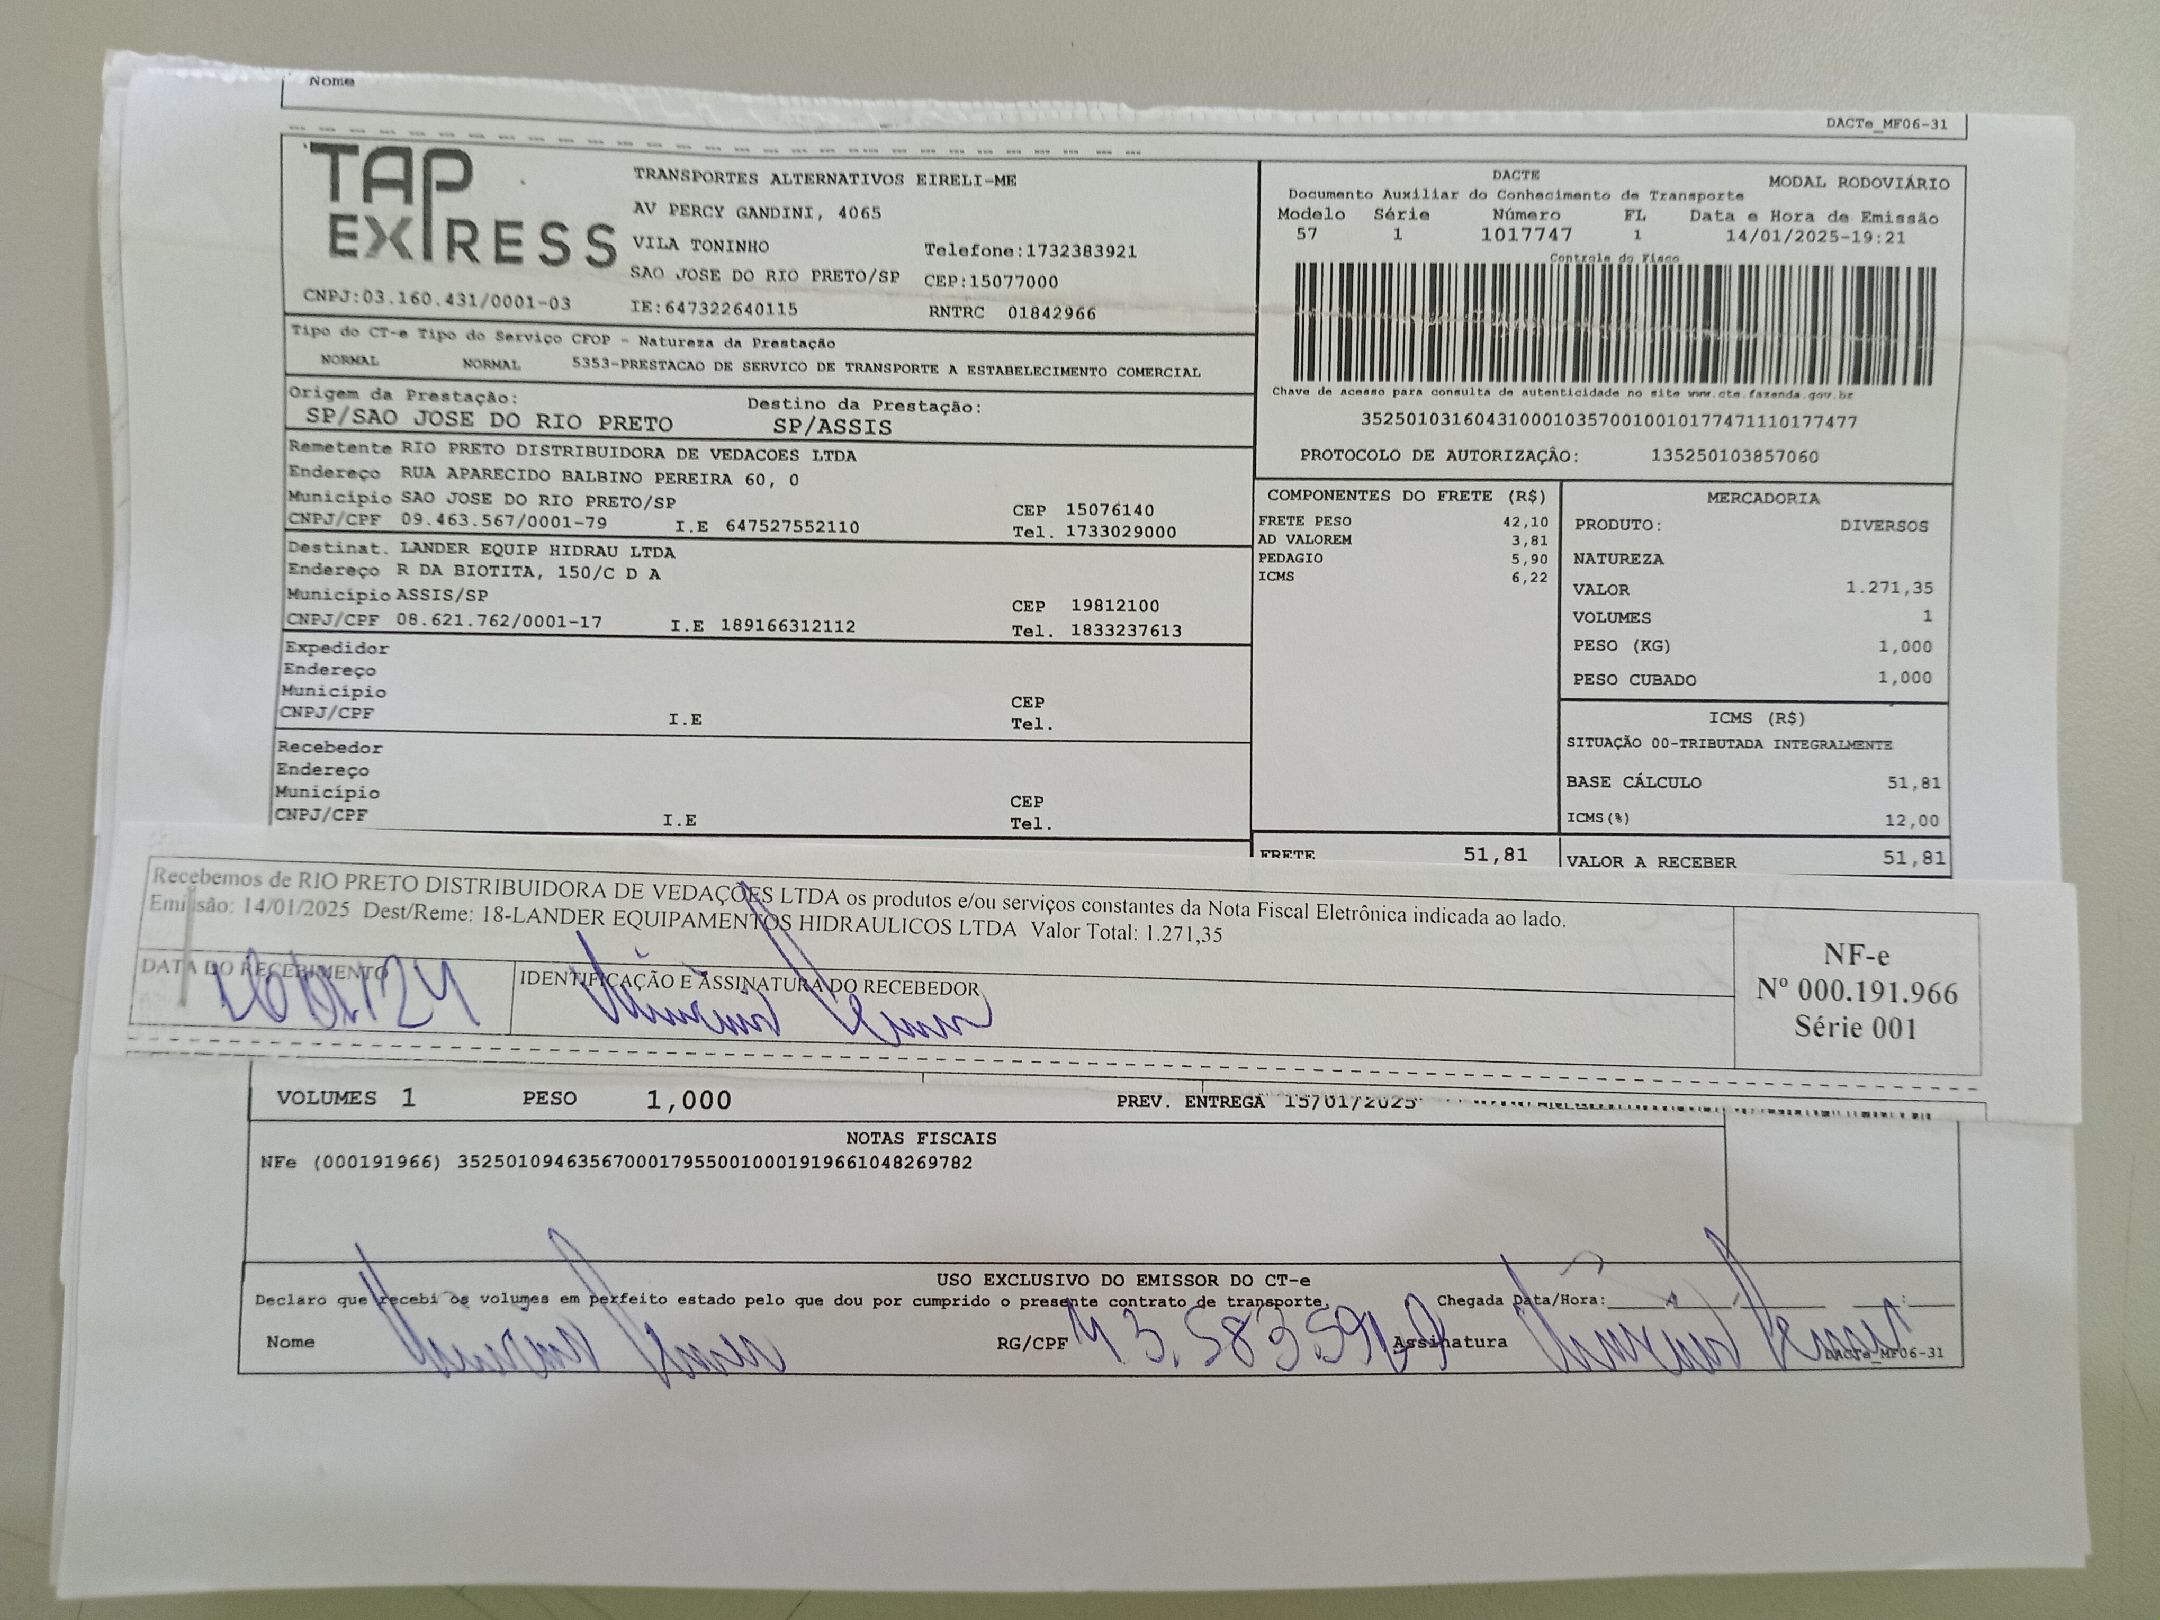 Nome
DACTe_MF06-31
TAP EXPRESS
TRANSPORTES ALTERNATIVOS EIRELI-ME
AV PERCY GANDINI, 4065
VILA TONINHO Telefone:1732383921
SAO JOSE DO RIO PRETO/SP CEP:15077000
CNPJ:03.160.431/0001-03 IE:647322640115 RNTRC 01842966
DACTE MODAL RODOVIÁRIO
Documento Auxiliar do Conhecimento de Transporte
Modelo Série Número FL Data e Hora de Emissão
57 1 1017747 1 14/01/2025-19:21
Controle do Fisco
Chave de acesso para consulta de autenticidade no site www.cte.fazenda.gov.br
35250103160431000103570010010177471110177477
PROTOCOLO DE AUTORIZAÇÃO: 135250103857060
Tipo do CT-e Tipo do Serviço CFOP - Natureza da Prestação
NORMAL NORMAL 5353-PRESTACAO DE SERVICO DE TRANSPORTE A ESTABELECIMENTO COMERCIAL
Origem da Prestação: Destino da Prestação:
SP/SAO JOSE DO RIO PRETO SP/ASSIS
Remetente RIO PRETO DISTRIBUIDORA DE VEDACOES LTDA
Endereço RUA APARECIDO BALBINO PEREIRA 60, 0
Município SAO JOSE DO RIO PRETO/SP CEP 15076140
CNPJ/CPF 09.463.567/0001-79 I.E 647527552110 Tel. 1733029000
Destinat. LANDER EQUIP HIDRAU LTDA
Endereço R DA BIOTITA, 150/C D A
Município ASSIS/SP CEP 19812100
CNPJ/CPF 08.621.762/0001-17 I.E 189166312112 Tel. 1833237613
Expedidor
Endereço
Município CEP
CNPJ/CPF I.E Tel.
Recebedor
Endereço
Município CEP
CNPJ/CPF I.E Tel.
COMPONENTES DO FRETE (R$)
FRETE PESO 42,10
AD VALOREM 3,81
PEDAGIO 5,90
ICMS 6,22
FRETE 51,81
MERCADORIA
PRODUTO: DIVERSOS
NATUREZA
VALOR 1.271,35
VOLUMES 1
PESO (KG) 1,000
PESO CUBADO 1,000
ICMS (R$)
SITUAÇÃO 00-TRIBUTADA INTEGRALMENTE
BASE CÁLCULO 51,81
ICMS(%) 12,00
VALOR A RECEBER 51,81
Recebemos de RIO PRETO DISTRIBUIDORA DE VEDAÇÕES LTDA os produtos e/ou serviços constantes da Nota Fiscal Eletrônica indicada ao lado.
Emissão: 14/01/2025 Dest/Reme: 18-LANDER EQUIPAMENTOS HIDRAULICOS LTDA Valor Total: 1.271,35
DATA DO RECEBIMENTO IDENTIFICAÇÃO E ASSINATURA DO RECEBEDOR
NF-e
Nº 000.191.966
Série 001
VOLUMES 1 PESO 1,000 PREV. ENTREGA 15/01/2025
NOTAS FISCAIS
NFe (000191966) 35250109463567000179550010001919661048269782
USO EXCLUSIVO DO EMISSOR DO CT-e
Declaro que recebi os volumes em perfeito estado pelo que dou por cumprido o presente contrato de transporte. Chegada Data/Hora:
Nome RG/CPF Assinatura
DACTe_MF06-31